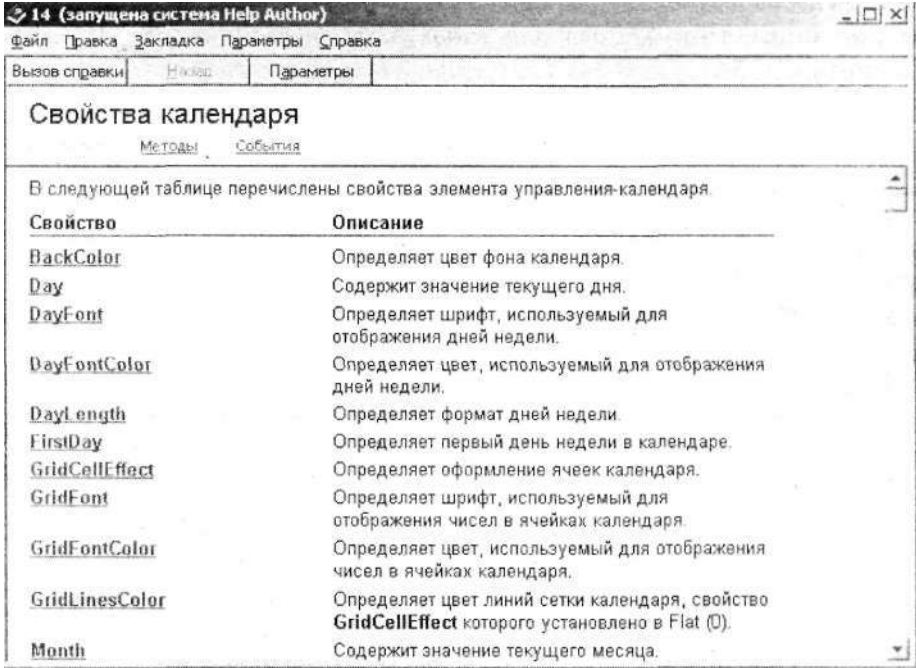 14 (запущена система Help Author)
Файл Правка Закладка Параметры Справка
Вызов справки Назад Параметры
Свойства календаря
Методы События
В следующей таблице перечислены свойства элемента управления-календаря.
Свойство Описание
BackColor Определяет цвет фона календаря.
Day Содержит значение текущего дня.
DayFont Определяет шрифт, используемый для
отображения дней недели.
DayFontColor Определяет цвет, используемый для отображения
дней недели.
DayLength Определяет формат дней недели.
FirstDay Определяет первый день недели в календаре.
GridCellEffect Определяет оформление ячеек календаря.
GridFont Определяет шрифт, используемый для
отображения чисел в ячейках календаря.
GridFontColor Определяет цвет, используемый для отображения
чисел в ячейках календаря.
GridLinesColor Определяет цвет линий сетки календаря, свойство
GridCellEffect которого установлено в Flat (0).
Month Содержит значение текущего месяца.